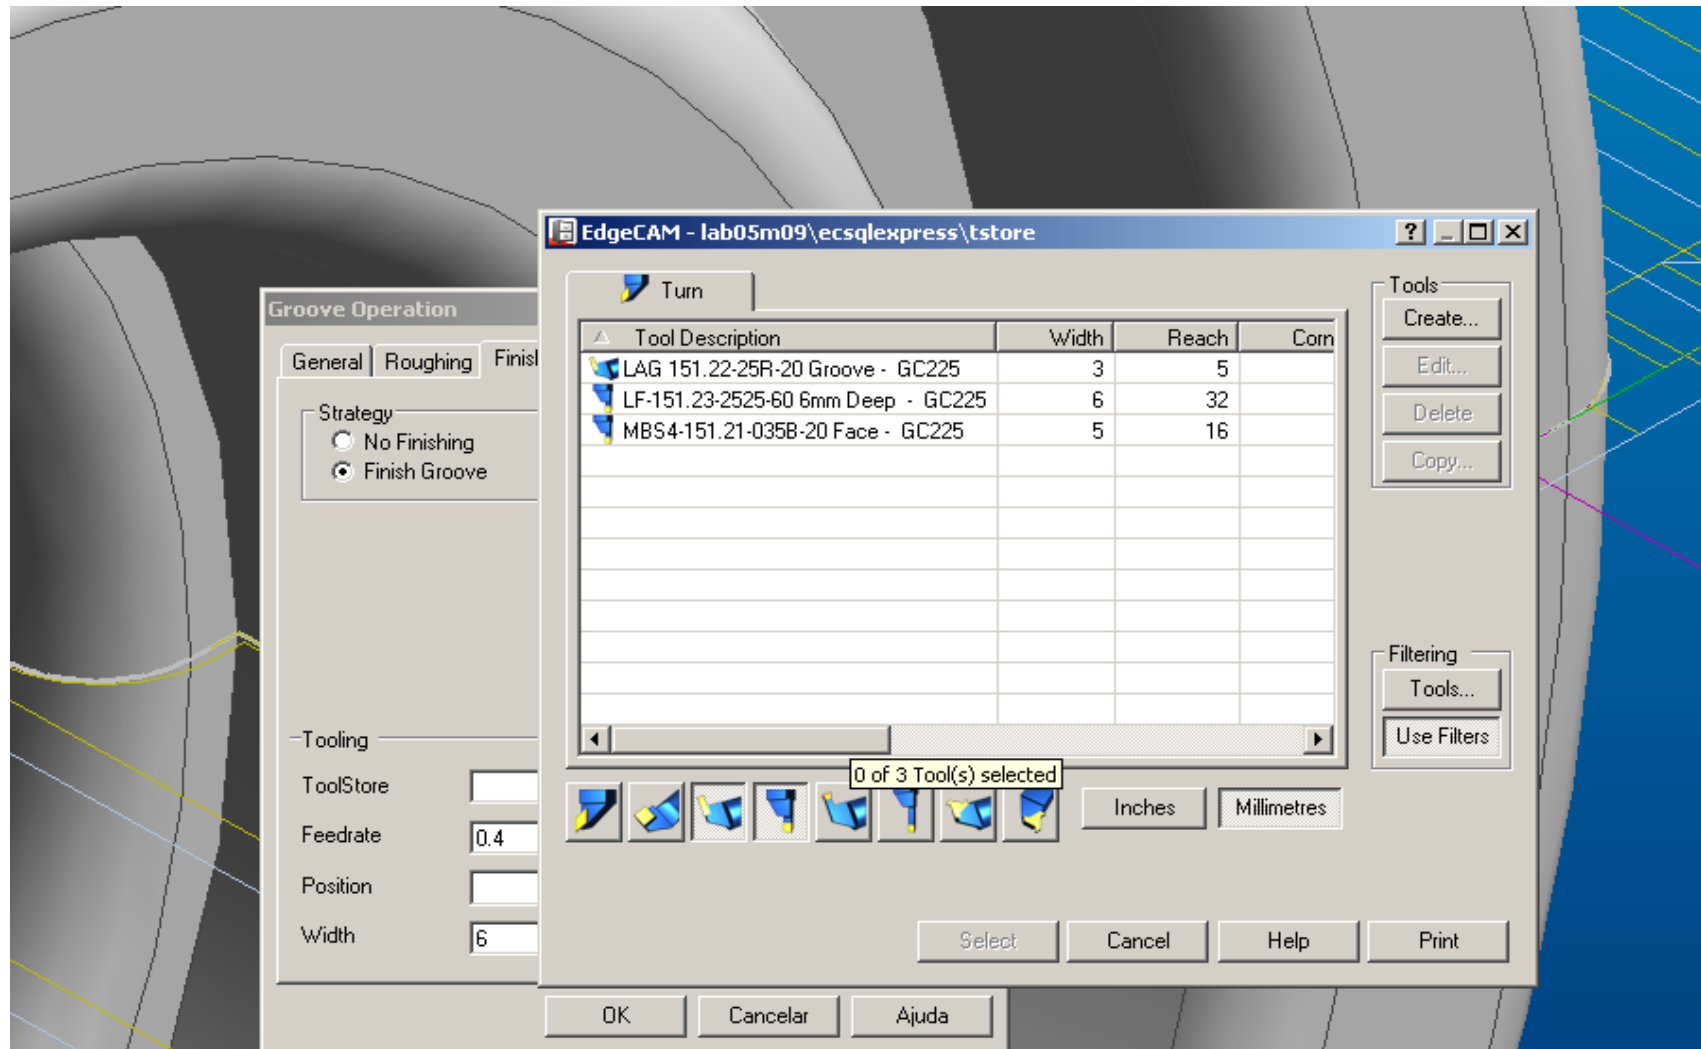 EdgeCAM - lab05m09\ecsqlexpress\tstore
Turn
Tool Description Width Reach Corn
LAG 151.22-25R-20 Groove - GC225 3 5
LF-151.23-2525-60 6mm Deep - GC225 6 32
MBS4-151.21-035B-20 Face - GC225 5 16
0 of 3 Tool(s) selected
Inches Millimetres
Tools
Create...
Edit...
Delete
Copy...
Filtering
Tools...
Use Filters
Select Cancel Help Print
Groove Operation
General Roughing Finish
Strategy
No Finishing
Finish Groove
Tooling
ToolStore
Feedrate 0.4
Position
Width 6
OK Cancelar Ajuda